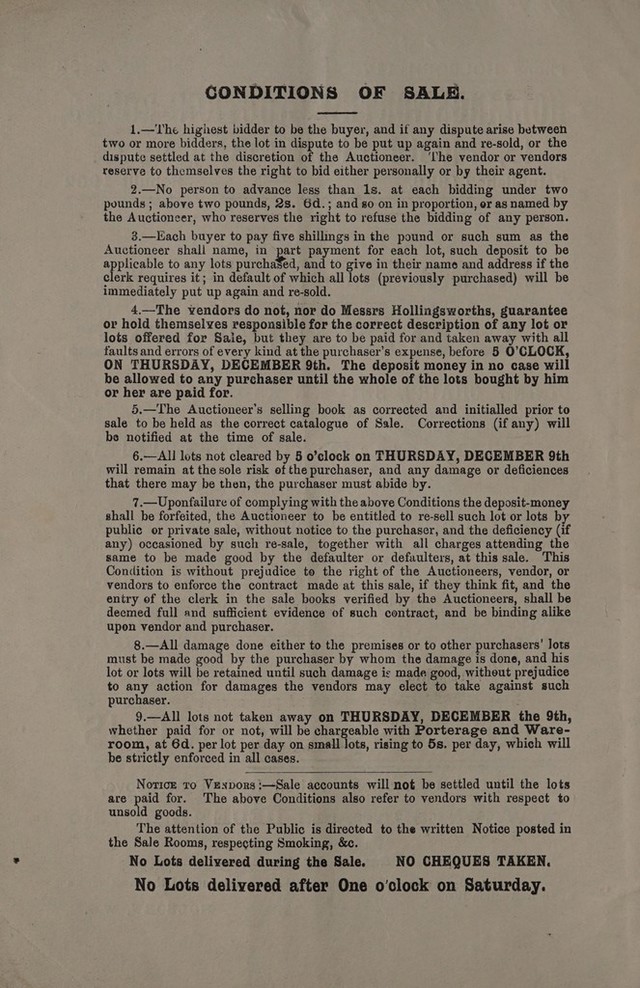 CONDITIONS OF SALE.
1.—The highest bidder to be the buyer, and if any dispute arise between
two or more bidders, the lot in dispute to be put up again and re-sold, or the
dispute settled at the discretion of the Auctioneer. The vendor or vendors
reserve to themselves the right to bid either personally or by their agent.
2.—No person to advance less than 1s. at each bidding under two
pounds; above two pounds, 2s. 6d.; and so on in proportion, or as named by
the Auctioneer, who reserves the right to refuse the bidding of any person.
3.—Each buyer to pay five shillings in the pound or such sum as the
Auctioneer shall name, in part payment for each lot, such deposit to be
applicable to any lots purchased, and to give in their name and address if the
clerk requires it; in default of which all lots (previously purchased) will be
immediately put up again and re-sold.
4.—The vendors do not, nor do Messrs Hollingsworths, guarantee
or hold themselves responsible for the correct description of any lot or
lots offered for Sale, but they are to be paid for and taken away with all
faults and errors of every kind at the purchaser's expense, before 5 O'CLOCK,
ON THURSDAY, DECEMBER 9th. The deposit money in no case will
be allowed to any purchaser until the whole of the lots bought by him
or her are paid for.
5.—The Auctioneer's selling book as corrected and initialled prior to
sale to be held as the correct catalogue of Sale. Corrections (if any) will
be notified at the time of sale.
6.—All lots not cleared by 5 o'clock on THURSDAY, DECEMBER 9th
will remain at the sole risk of the purchaser, and any damage or deficiences
that there may be then, the purchaser must abide by.
7.—Upon failure of complying with the above Conditions the deposit-money
shall be forfeited, the Auctioneer to be entitled to re-sell such lot or lots by
public or private sale, without notice to the purchaser, and the deficiency (if
any) occasioned by such re-sale, together with all charges attending the
same to be made good by the defaulter or defaulters, at this sale. This
Condition is without prejudice to the right of the Auctioneers, vendor, or
vendors to enforce the contract made at this sale, if they think fit, and the
entry of the clerk in the sale books verified by the Auctioneers, shall be
deemed full and sufficient evidence of such contract, and be binding alike
upon vendor and purchaser.
8.—All damage done either to the premises or to other purchasers' lots
must be made good by the purchaser by whom the damage is done, and his
lot or lots will be retained until such damage is made good, without prejudice
to any action for damages the vendors may elect to take against such
purchaser.
9.—All lots not taken away on THURSDAY, DECEMBER the 9th,
whether paid for or not, will be chargeable with Porterage and Ware-
room, at 6d. per lot per day on small lots, rising to 5s. per day, which will
be strictly enforced in all cases.
NOTICE TO VENDORS:—Sale accounts will not be settled until the lots
are paid for. The above Conditions also refer to vendors with respect to
unsold goods.
The attention of the Public is directed to the written Notice posted in
the Sale Rooms, respecting Smoking, &c.
No Lots delivered during the Sale. NO CHEQUES TAKEN.
No Lots delivered after One o'clock on Saturday.